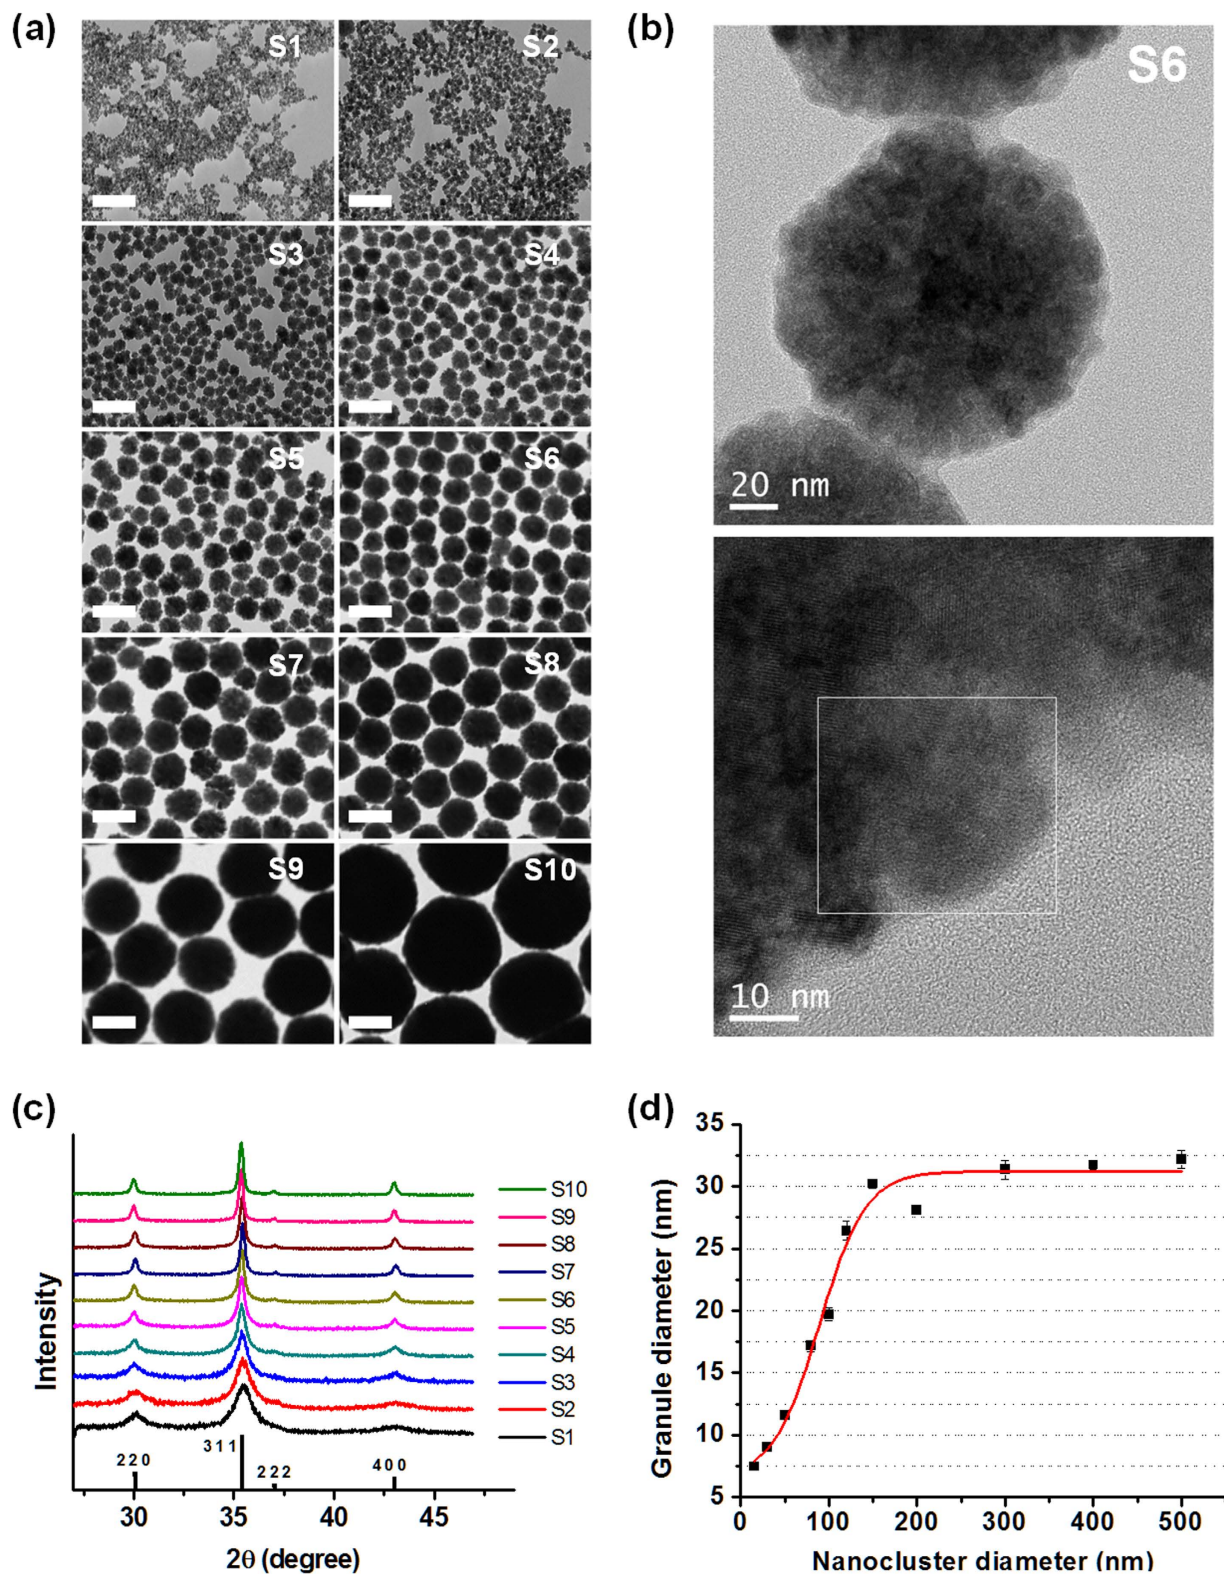 (a)
S1
S2
S3
S4
S5
S6
S7
S8
S9
S10
(b)
S6
20 nm
10 nm
(c)
Intensity
S10
S9
S8
S7
S6
S5
S4
S3
S2
S1
220
311
222
400
30
35
40
45
2θ (degree)
(d)
Granule diameter (nm)
35
30
25
20
15
10
5
0
100
200
300
400
500
Nanocluster diameter (nm)